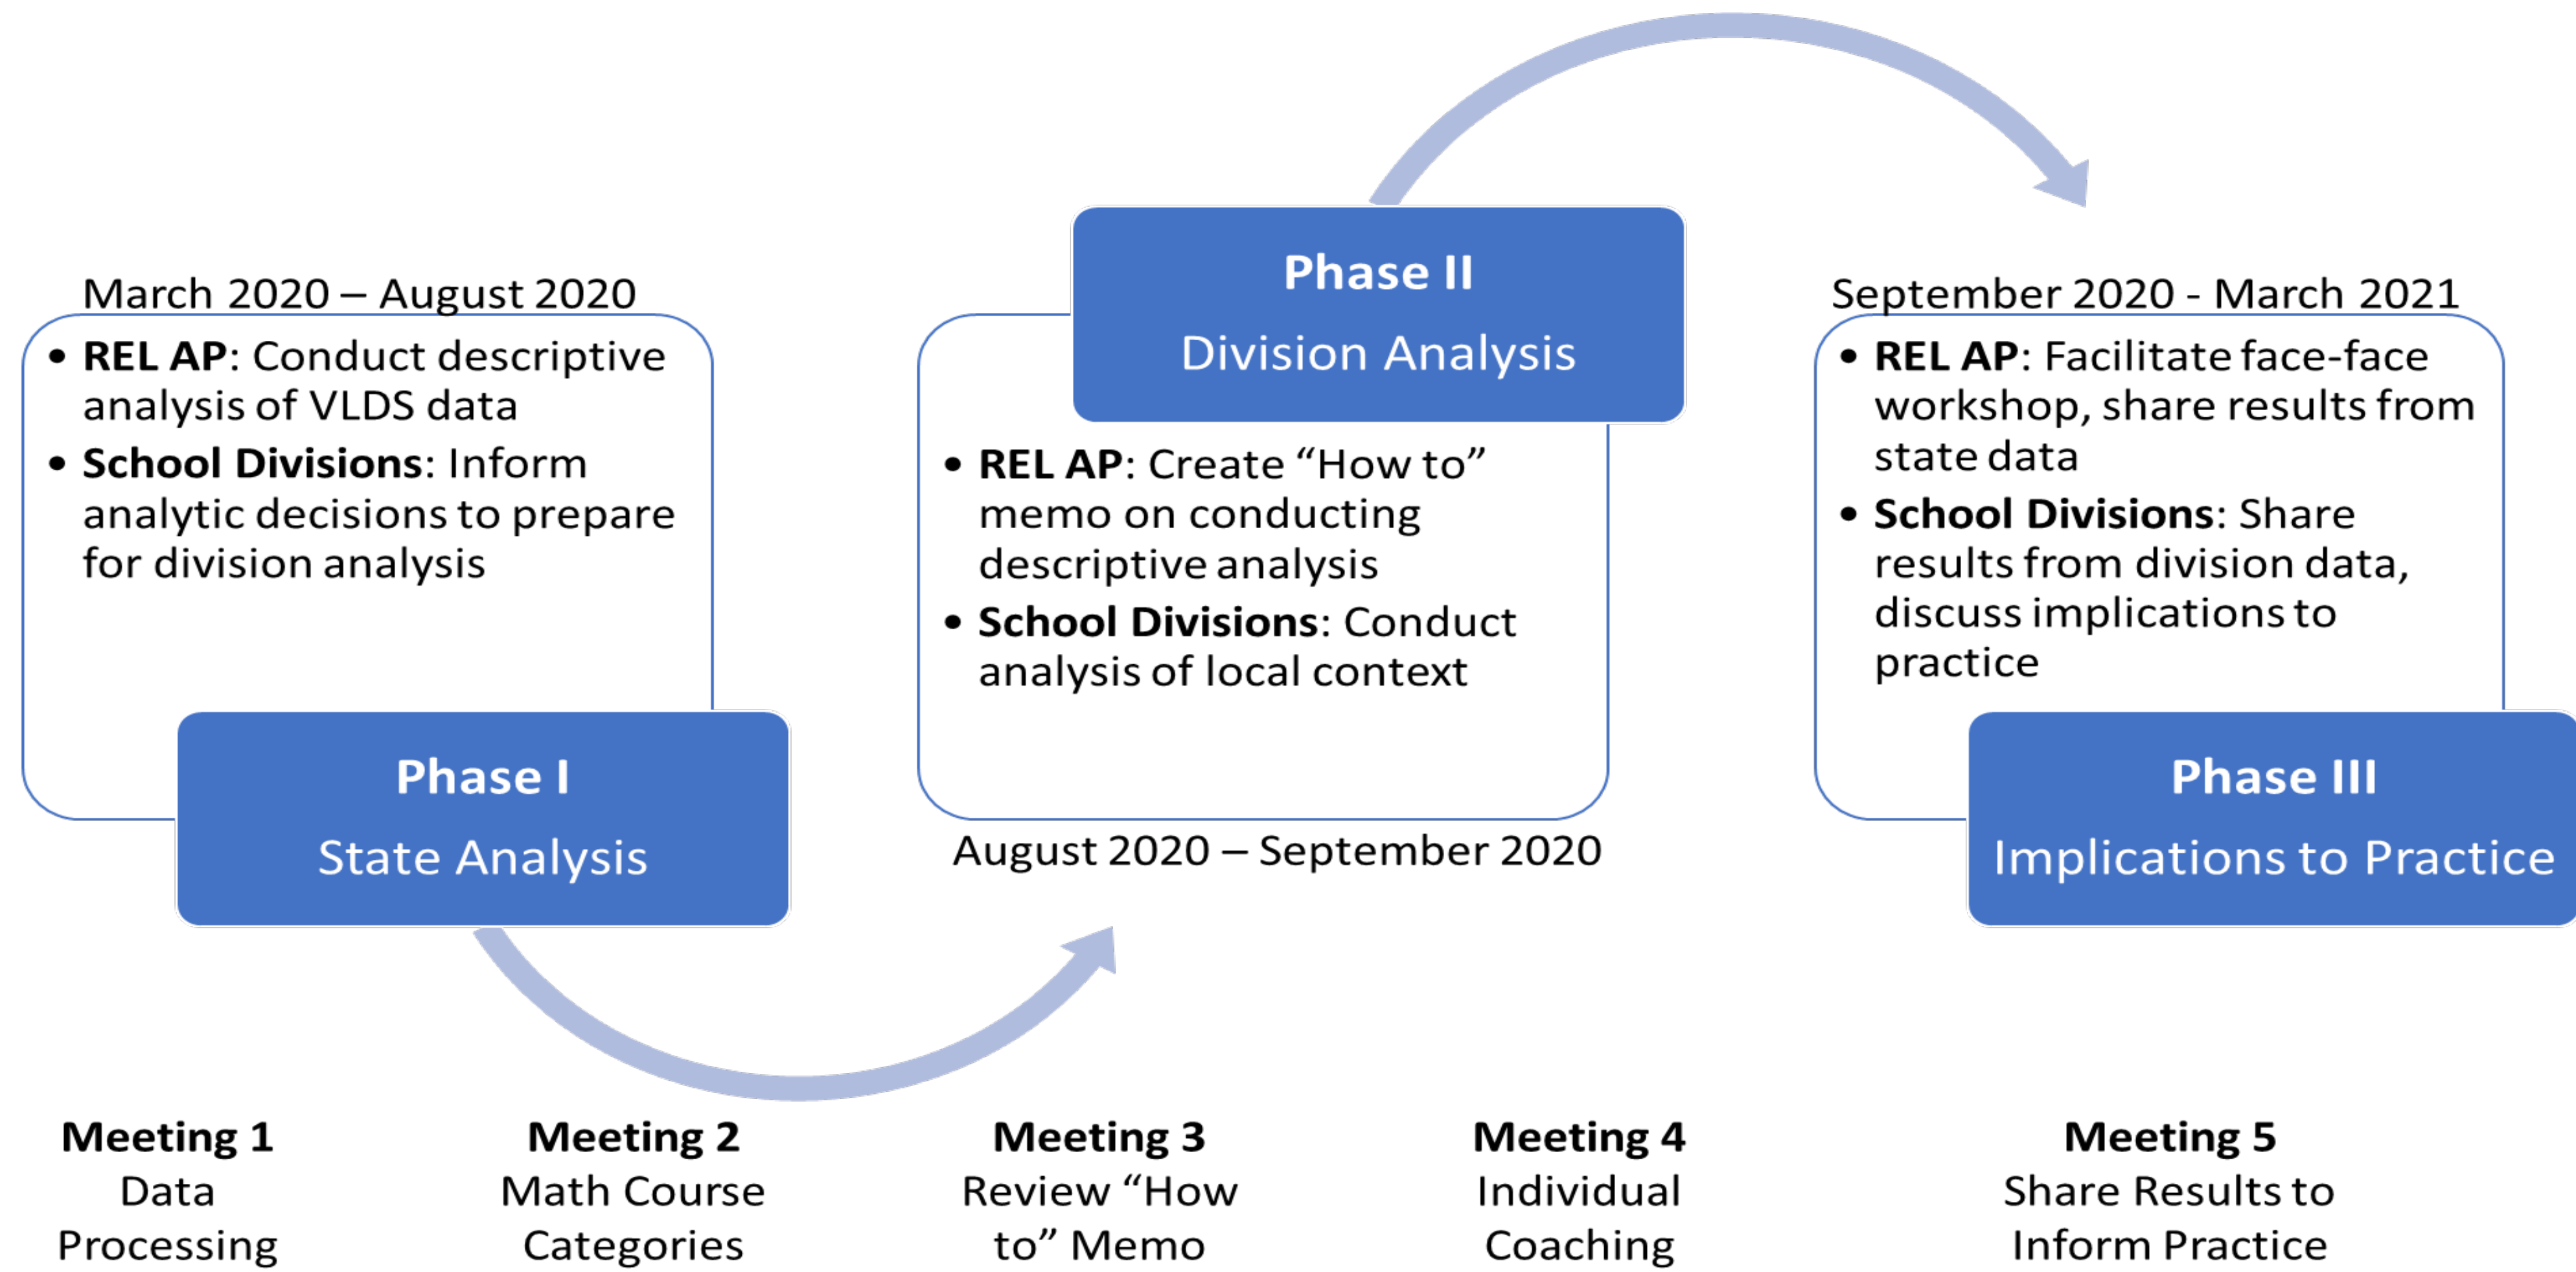 March 2020 – August 2020
• REL AP: Conduct descriptive
analysis of VLDS data
• School Divisions: Inform
analytic decisions to prepare
for division analysis
Phase I
State Analysis
Phase II
Division Analysis
• REL AP: Create “How to”
memo on conducting
descriptive analysis
• School Divisions: Conduct
analysis of local context
August 2020 – September 2020
September 2020 - March 2021
• REL AP: Facilitate face-face
workshop, share results from
state data
• School Divisions: Share
results from division data,
discuss implications to
practice
Phase III
Implications to Practice
Meeting 1
Data
Processing
Meeting 2
Math Course
Categories
Meeting 3
Review “How
to” Memo
Meeting 4
Individual
Coaching
Meeting 5
Share Results to
Inform Practice